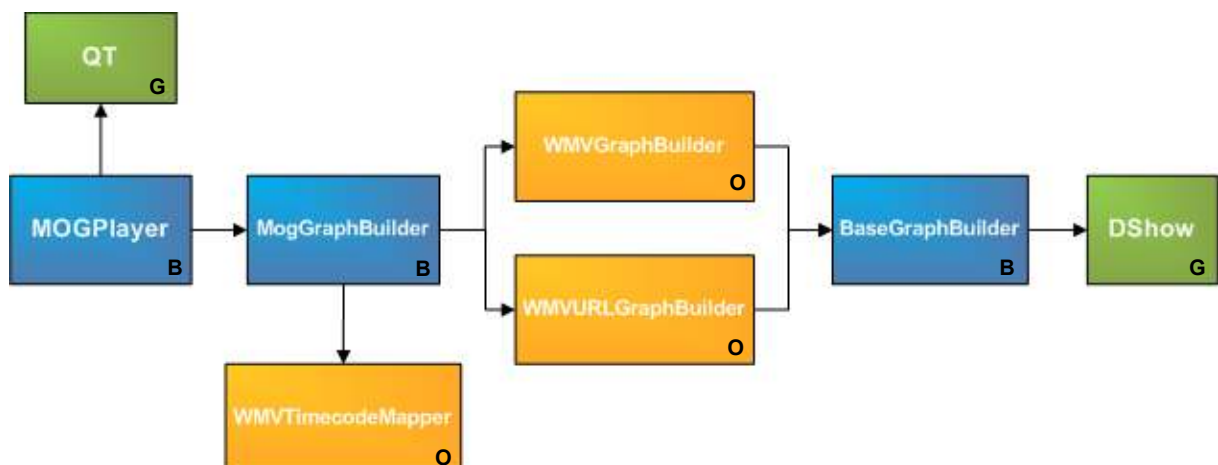 QT
G
WMVGraphBuilder
O
MOGPlayer
B
MogGraphBuilder
B
BaseGraphBuilder
B
DShow
G
WMVURLGraphBuilder
O
WMVTimecodeMapper
O